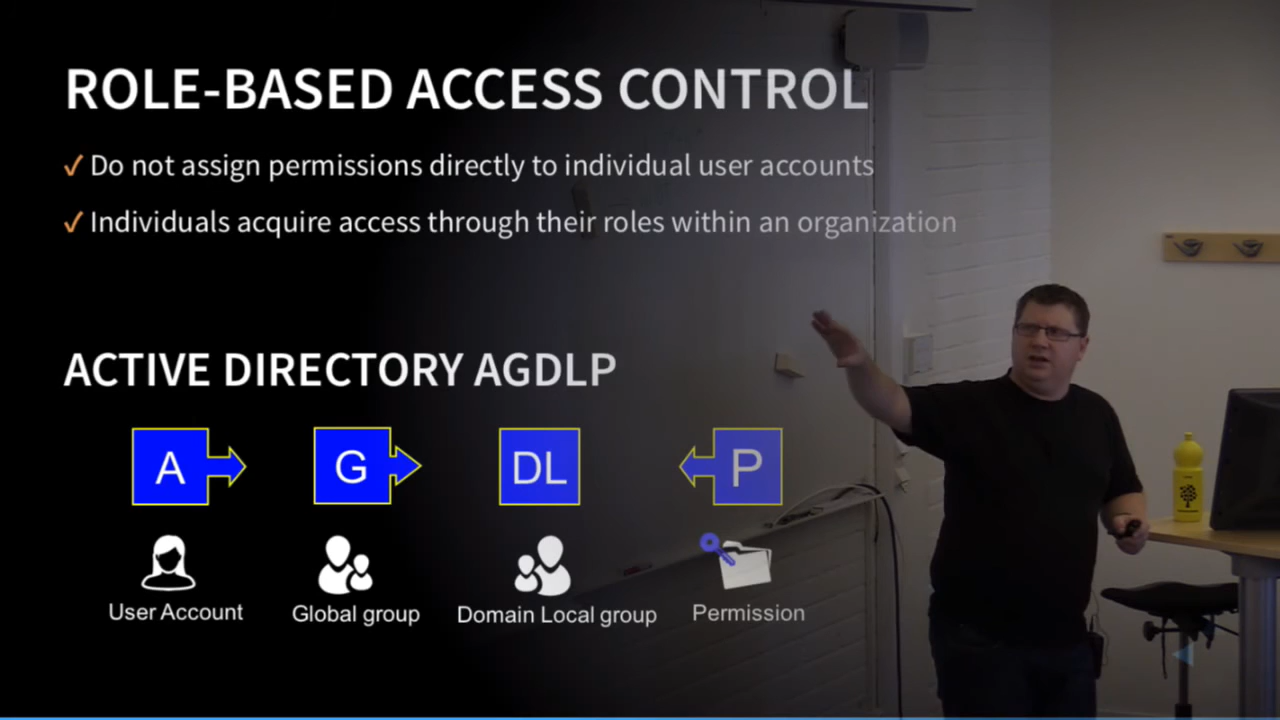 ROLE-BASED ACCESS CONTROL
✓ Do not assign permissions directly to individual user accounts
✓ Individuals acquire access through their roles within an organization
ACTIVE DIRECTORY AGDLP
A G DL P
User Account Global group Domain Local group Permission